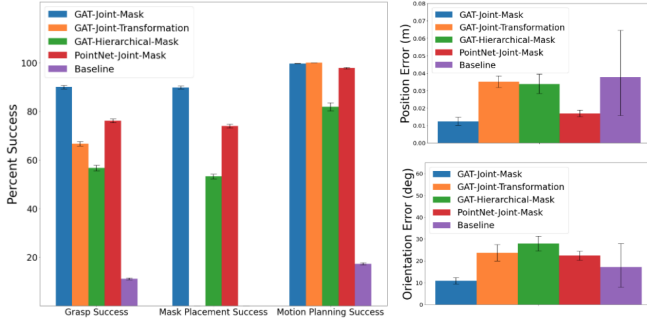 GAT-Joint-Mask
GAT-Joint-Transformation
GAT-Hierarchical-Mask
PointNet-Joint-Mask
Baseline
Percent Success
100
80
60
40
20
Grasp Success
Mask Placement Success
Motion Planning Success
GAT-Joint-Mask
GAT-Joint-Transformation
GAT-Hierarchical-Mask
PointNet-Joint-Mask
Baseline
Position Error (m)
0.08
0.07
0.06
0.05
0.04
0.03
0.02
0.01
0.00
GAT-Joint-Mask
GAT-Joint-Transformation
GAT-Hierarchical-Mask
PointNet-Joint-Mask
Baseline
Orientation Error (deg)
60
50
40
30
20
10
0